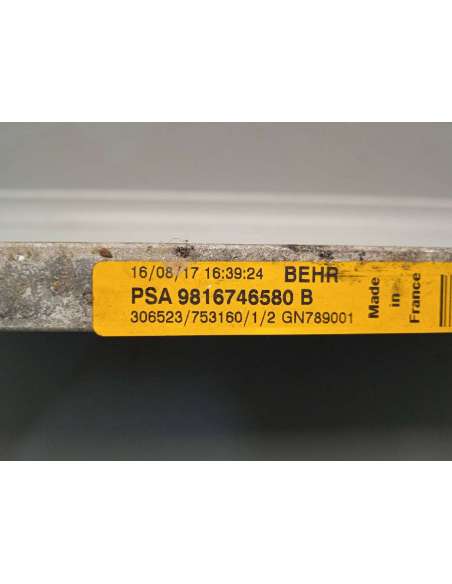 16/08/17 16:39:24 BEHR
PSA 9816746580 B
306523/753160/1/2 GN789001
Made
in
France